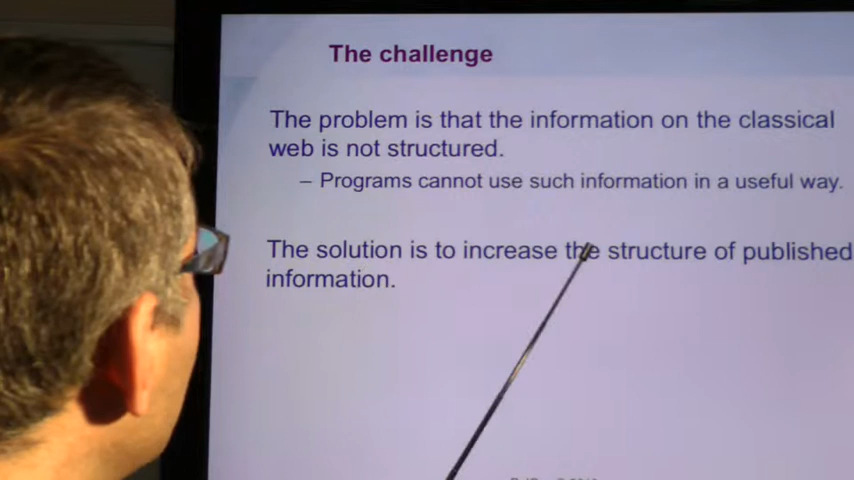 The challenge
The problem is that the information on the classical
web is not structured.
– Programs cannot use such information in a useful way.
The solution is to increase the structure of published
information.